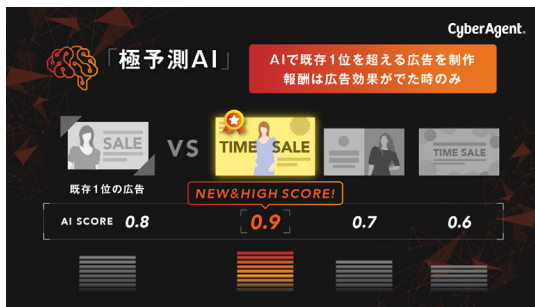 CyberAgent.
「極予測AI」
AIで既存1位を超える広告を制作
報酬は広告効果がでた時のみ
SALE
VS
TIME SALE
TIME SALE
既存1位の広告
NEW&HIGH SCORE!
AI SCORE 0.8 0.9 0.7 0.6